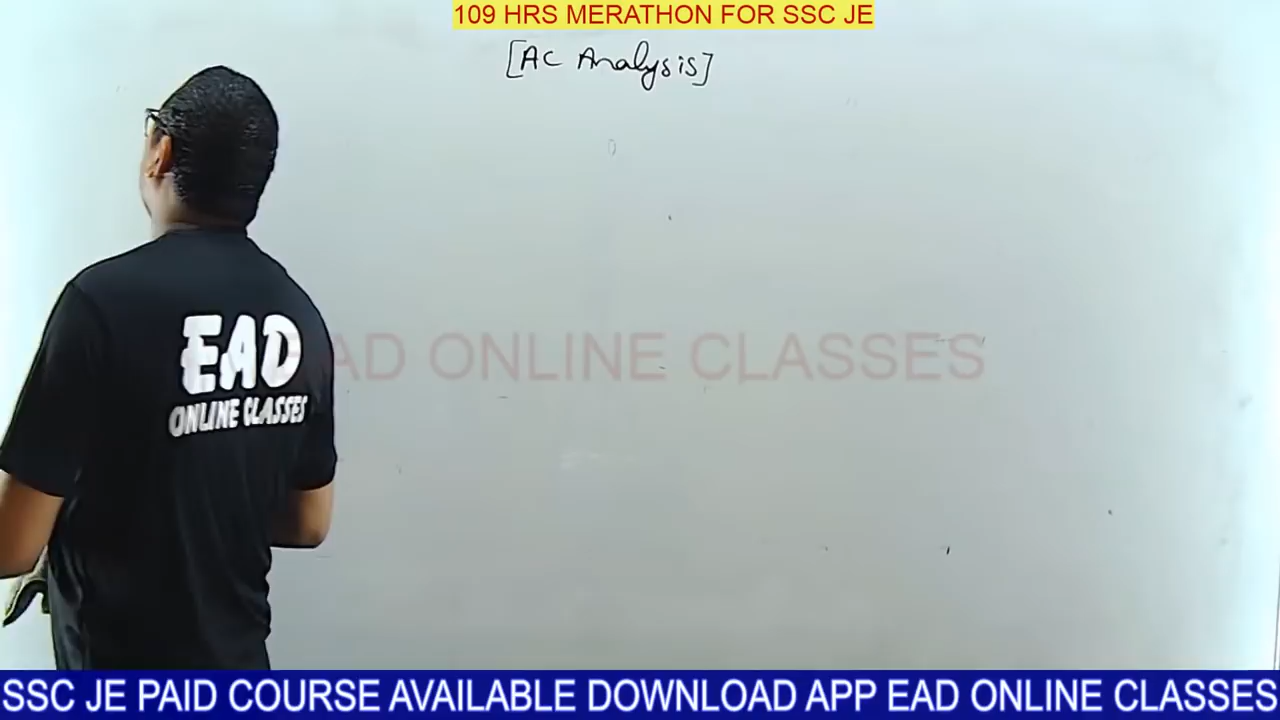 109 HRS MERATHON FOR SSC JE
[AC Analysis]
EAD
ONLINE CLASSES
EAD ONLINE CLASSES
SSC JE PAID COURSE AVAILABLE DOWNLOAD APP EAD ONLINE CLASSES